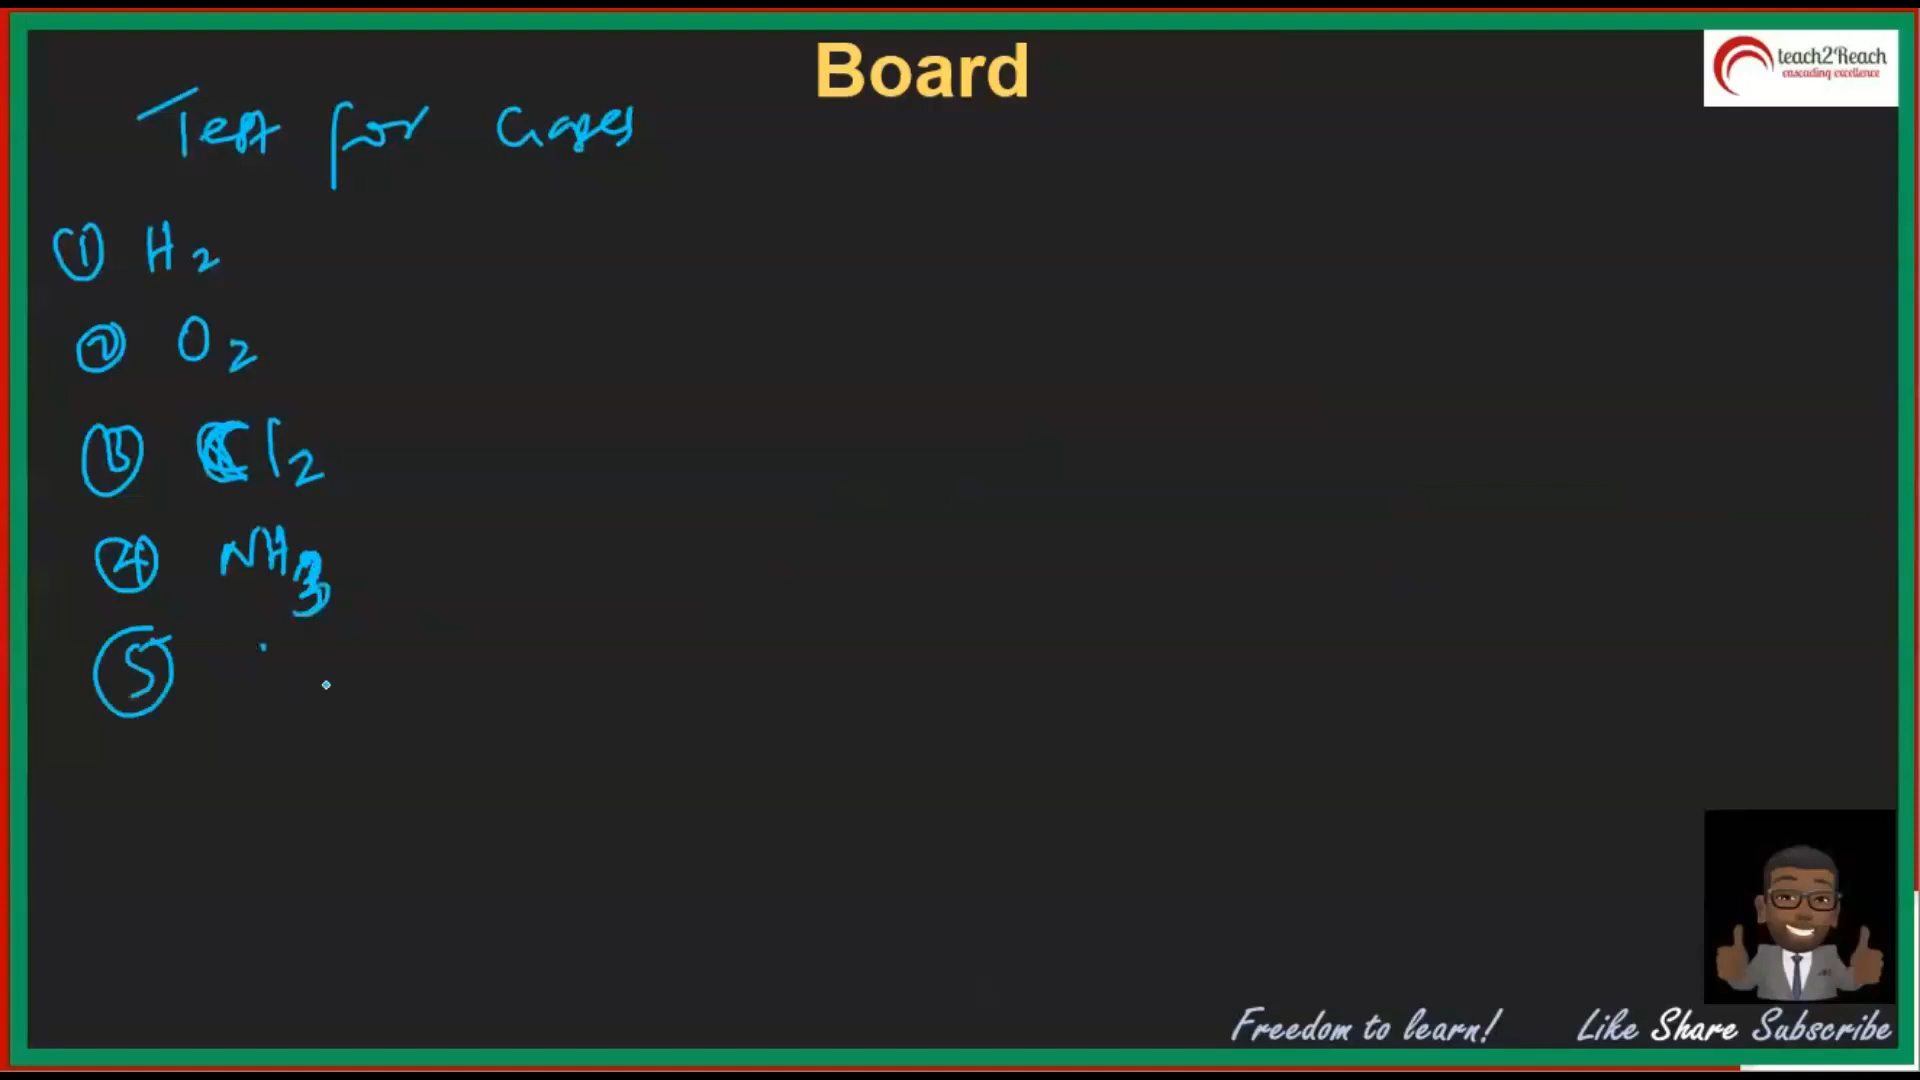 Board
teach2Reach
cascading excellence
Test for Gases
① H2
② O2
③ Cl2
④ NH3
⑤
Freedom to learn! Like Share Subscribe